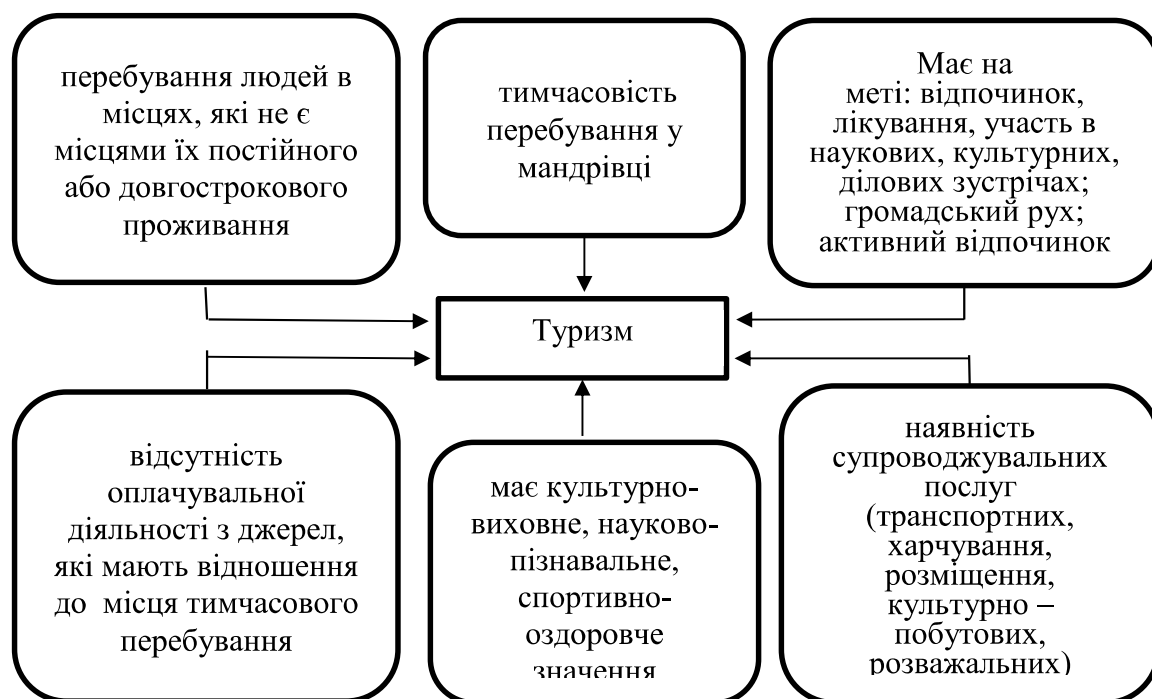 перебування людей в
місцях, які не є
місцями їх постійного
або довгострокового
проживання
тимчасовість
перебування у
мандрівці
Має на
меті: відпочинок,
лікування, участь в
наукових, культурних,
ділових зустрічах;
громадський рух;
активний відпочинок
Туризм
відсутність
оплачувальної
діяльності з джерел,
які мають відношення
до місця тимчасового
перебування
має культурно-
виховне, науково-
пізнавальне,
спортивно-
оздоровче
значення
наявність
супроводжувальних
послуг
(транспортних,
харчування,
розміщення,
культурно –
побутових,
розважальних)